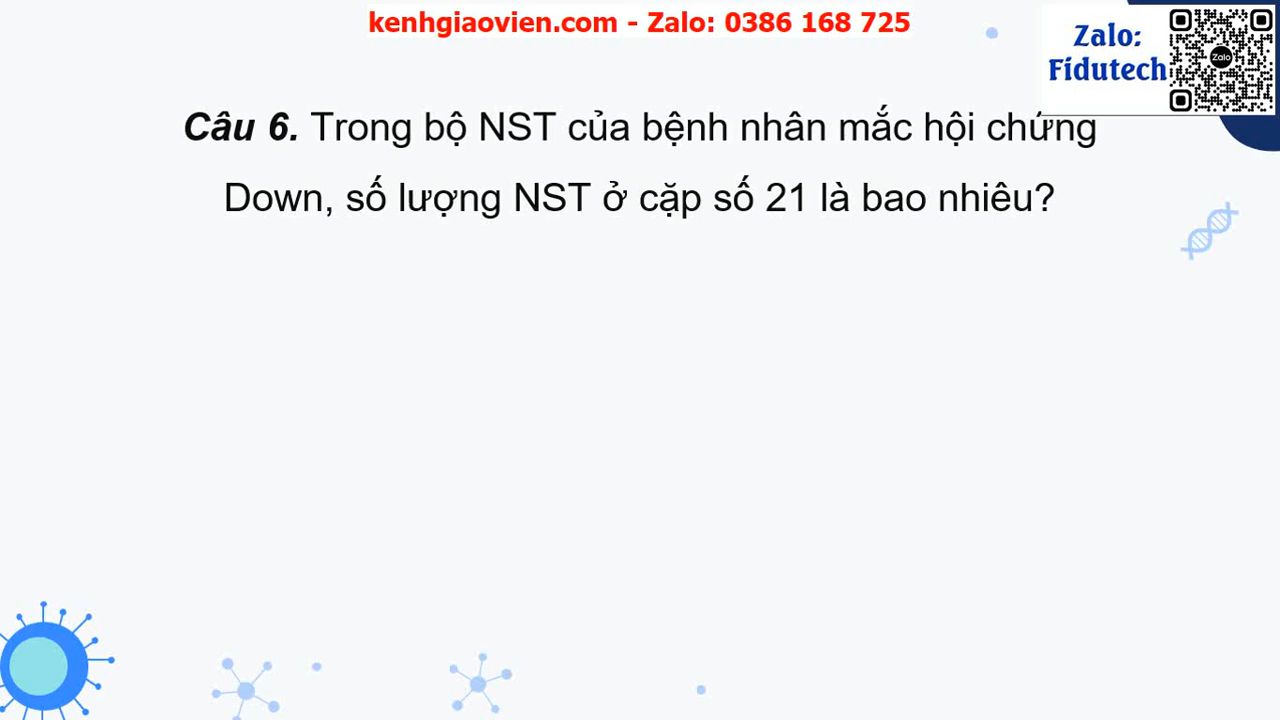 kenhgiaovien.com - Zalo: 0386 168 725
Zalo:
Fidutech
Zalo
Câu 6. Trong bộ NST của bệnh nhân mắc hội chứng
Down, số lượng NST ở cặp số 21 là bao nhiêu?